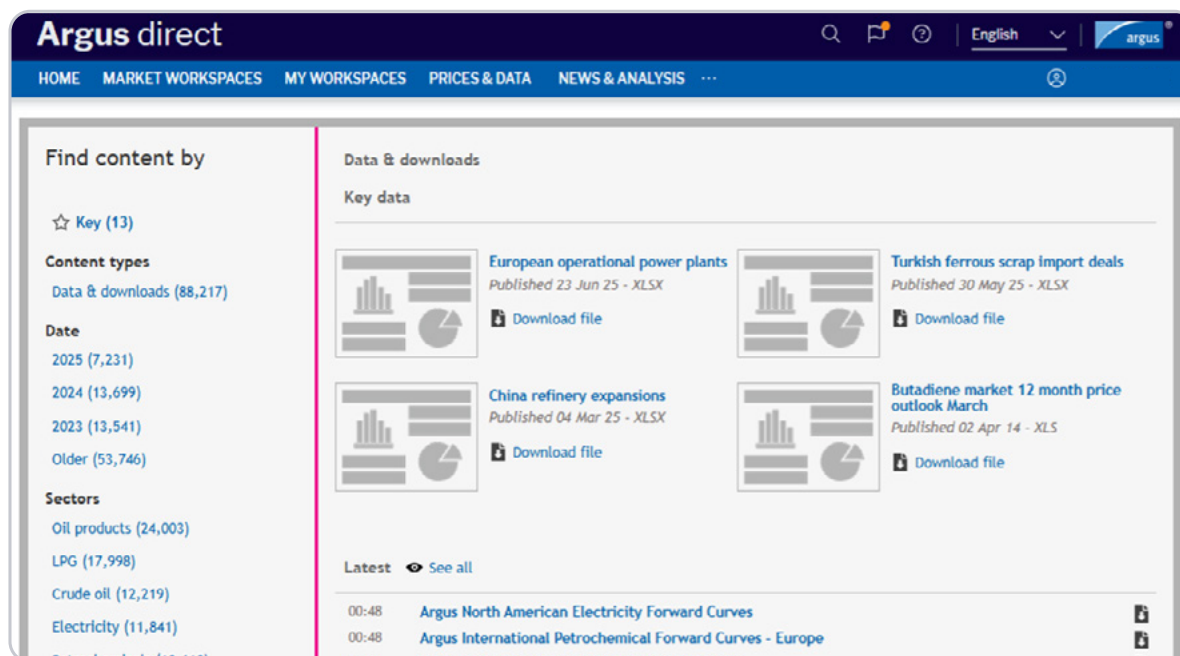 Argus direct
English
argus
HOME MARKET WORKSPACES MY WORKSPACES PRICES & DATA NEWS & ANALYSIS ...
Find content by
Key (13)
Content types
Data & downloads (88,217)
Date
2025 (7,231)
2024 (13,699)
2023 (13,541)
Older (53,746)
Sectors
Oil products (24,003)
LPG (17,998)
Crude oil (12,219)
Electricity (11,841)
Data & downloads
Key data
European operational power plants
Published 23 Jun 25 - XLSX
Download file
Turkish ferrous scrap import deals
Published 30 May 25 - XLSX
Download file
China refinery expansions
Published 04 Mar 25 - XLSX
Download file
Butadiene market 12 month price
outlook March
Published 02 Apr 14 - XLS
Download file
Latest See all
00:48 Argus North American Electricity Forward Curves
00:48 Argus International Petrochemical Forward Curves - Europe